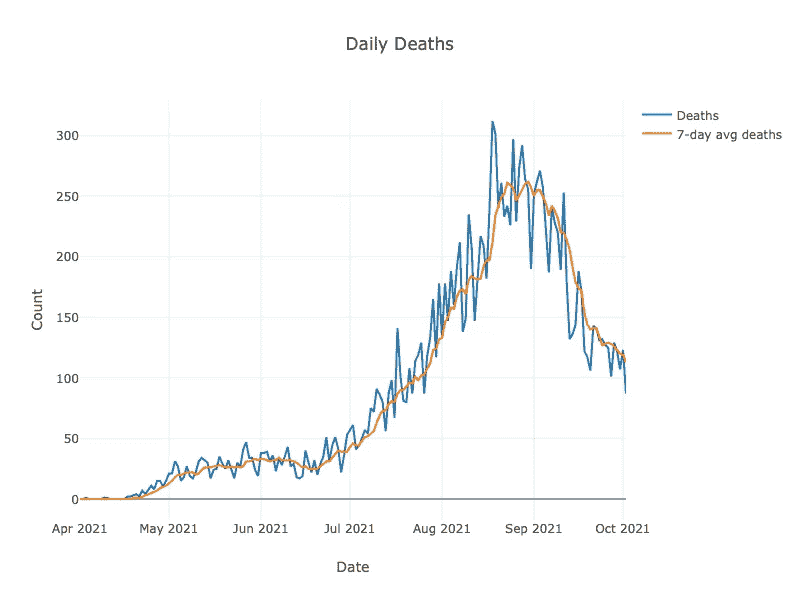 Daily Deaths
Deaths
7-day avg deaths
300
250
200
150
100
50
0
Count
Apr 2021
May 2021
Jun 2021
Jul 2021
Aug 2021
Sep 2021
Oct 2021
Date